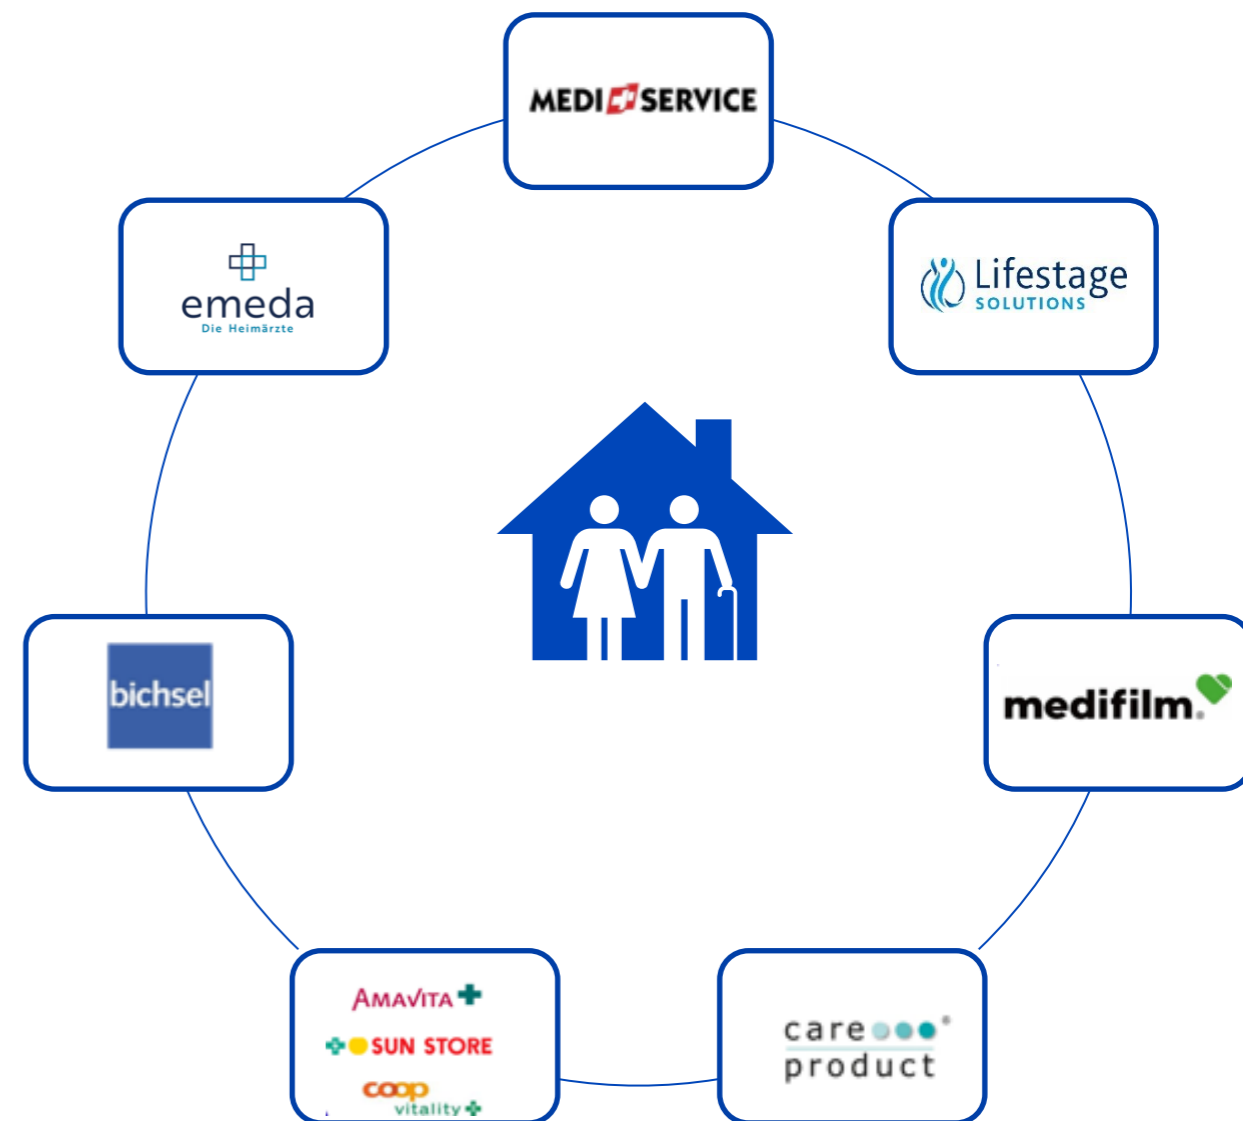 MEDI SERVICE
emeda
Die Heimärzte
Lifestage
SOLUTIONS
bichsel
medifilm.®
AMAVITA
SUN STORE
coop
vitality
care ®
product